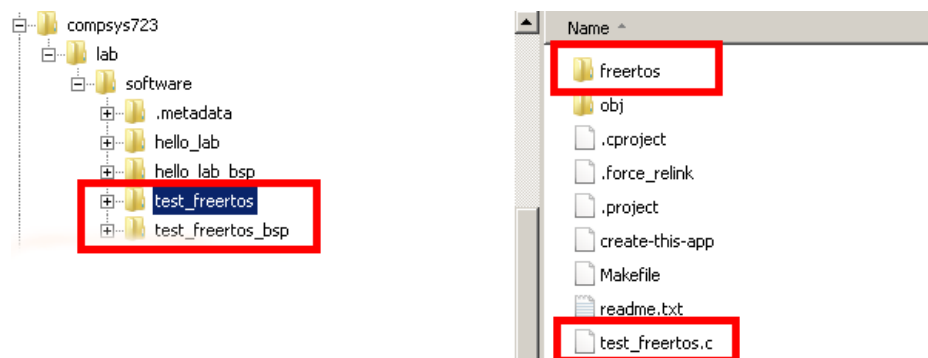 compsys723
lab
software
.metadata
hello_lab
hello_lab_bsp
test_freertos
test_freertos_bsp
Name
freertos
obj
.cproject
.force_relink
.project
create-this-app
Makefile
readme.txt
test_freertos.c